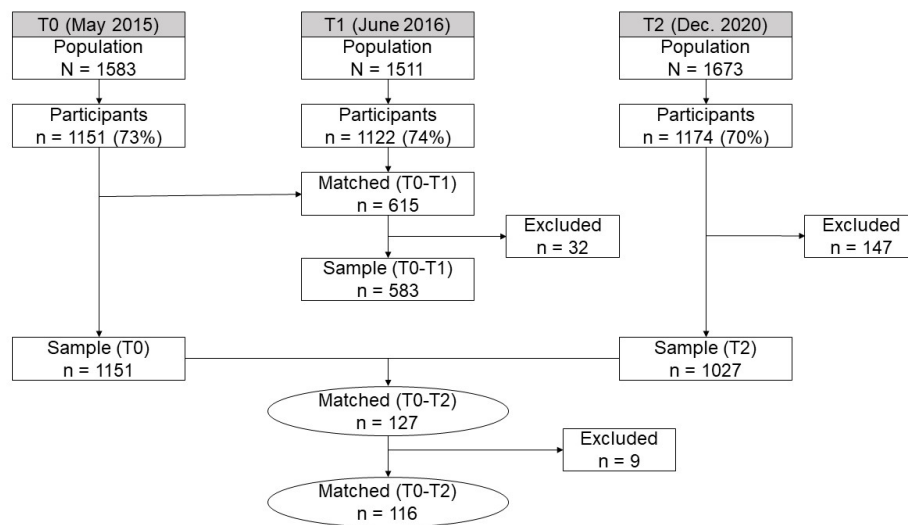 T0 (May 2015)
Population
N = 1583
T1 (June 2016)
Population
N = 1511
T2 (Dec. 2020)
Population
N = 1673
Participants
n = 1151 (73%)
Participants
n = 1122 (74%)
Participants
n = 1174 (70%)
Matched (T0-T1)
n = 615
Excluded
n = 32
Excluded
n = 147
Sample (T0-T1)
n = 583
Sample (T0)
n = 1151
Sample (T2)
n = 1027
Matched (T0-T2)
n = 127
Excluded
n = 9
Matched (T0-T2)
n = 116